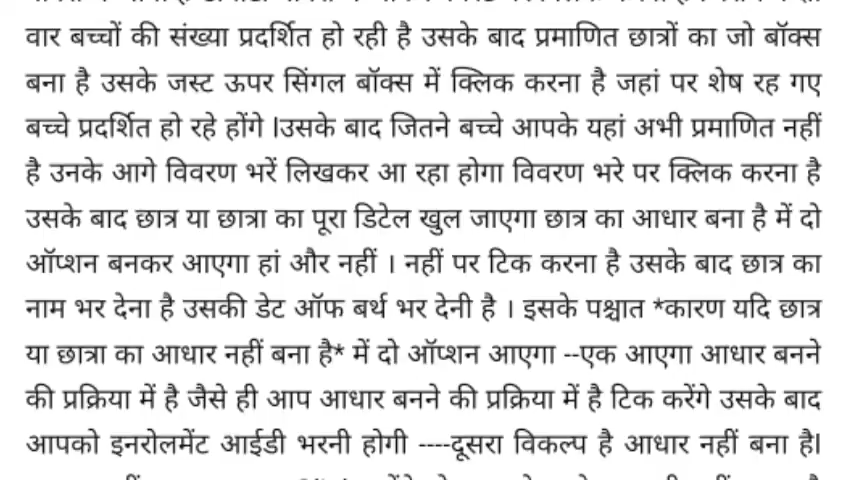 वार बच्चों की संख्या प्रदर्शित हो रही है उसके बाद प्रमाणित छात्रों का जो बॉक्स
बना है उसके जस्ट ऊपर सिंगल बॉक्स में क्लिक करना है जहां पर शेष रह गए
बच्चे प्रदर्शित हो रहे होंगे lउसके बाद जितने बच्चे आपके यहां अभी प्रमाणित नहीं
है उनके आगे विवरण भरें लिखकर आ रहा होगा विवरण भरे पर क्लिक करना है
उसके बाद छात्र या छात्रा का पूरा डिटेल खुल जाएगा छात्र का आधार बना है में दो
ऑप्शन बनकर आएगा हां और नहीं । नहीं पर टिक करना है उसके बाद छात्र का
नाम भर देना है उसकी डेट ऑफ बर्थ भर देनी है । इसके पश्चात *कारण यदि छात्र
या छात्रा का आधार नहीं बना है* में दो ऑप्शन आएगा --एक आएगा आधार बनने
की प्रक्रिया में है जैसे ही आप आधार बनने की प्रक्रिया में है टिक करेंगे उसके बाद
आपको इनरोलमेंट आईडी भरनी होगी ----दूसरा विकल्प है आधार नहीं बना हैl